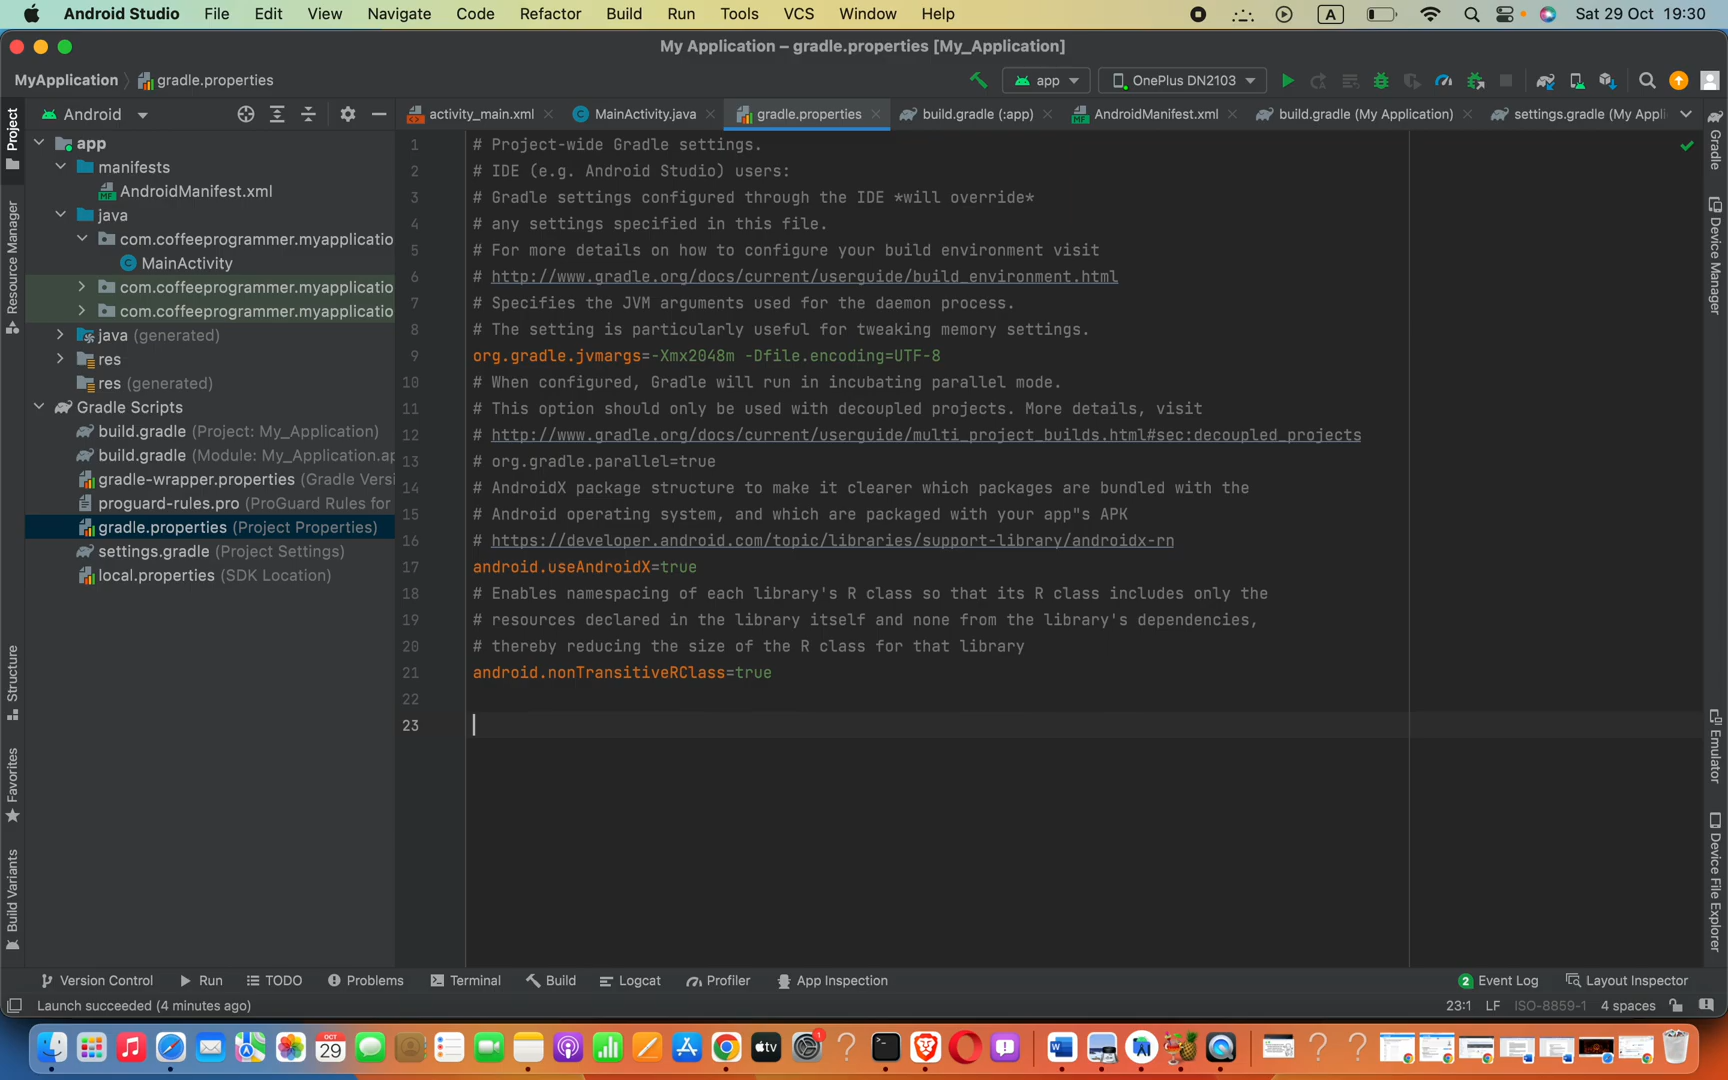 Android Studio File Edit View Navigate Code Refactor Build Run Tools VCS Window Help A Sat 29 Oct 19:30
My Application – gradle.properties [My_Application]
MyApplication gradle.properties app OnePlus DN2103
Android activity_main.xml MainActivity.java gradle.properties build.gradle (:app) AndroidManifest.xml build.gradle (My Application) settings.gradle (My Appli
Project
Resource Manager
Structure
Favorites
Build Variants
app
manifests
AndroidManifest.xml
java
com.coffeeprogrammer.myapplicatio
MainActivity
com.coffeeprogrammer.myapplicatio
com.coffeeprogrammer.myapplicatio
java (generated)
res
res (generated)
Gradle Scripts
build.gradle (Project: My_Application)
build.gradle (Module: My_Application.ap
gradle-wrapper.properties (Gradle Versi
proguard-rules.pro (ProGuard Rules for
gradle.properties (Project Properties)
settings.gradle (Project Settings)
local.properties (SDK Location)
1 # Project-wide Gradle settings.
2 # IDE (e.g. Android Studio) users:
3 # Gradle settings configured through the IDE *will override*
4 # any settings specified in this file.
5 # For more details on how to configure your build environment visit
6 # http://www.gradle.org/docs/current/userguide/build_environment.html
7 # Specifies the JVM arguments used for the daemon process.
8 # The setting is particularly useful for tweaking memory settings.
9 org.gradle.jvmargs=-Xmx2048m -Dfile.encoding=UTF-8
10 # When configured, Gradle will run in incubating parallel mode.
11 # This option should only be used with decoupled projects. More details, visit
12 # http://www.gradle.org/docs/current/userguide/multi_project_builds.html#sec:decoupled_projects
13 # org.gradle.parallel=true
14 # AndroidX package structure to make it clearer which packages are bundled with the
15 # Android operating system, and which are packaged with your app"s APK
16 # https://developer.android.com/topic/libraries/support-library/androidx-rn
17 android.useAndroidX=true
18 # Enables namespacing of each library's R class so that its R class includes only the
19 # resources declared in the library itself and none from the library's dependencies,
20 # thereby reducing the size of the R class for that library
21 android.nonTransitiveRClass=true
22
23
Gradle
Device Manager
Emulator
Device File Explorer
Version Control Run TODO Problems Terminal Build Logcat Profiler App Inspection 2 Event Log Layout Inspector
Launch succeeded (4 minutes ago) 23:1 LF ISO-8859-1 4 spaces
OCT
29
tv
1